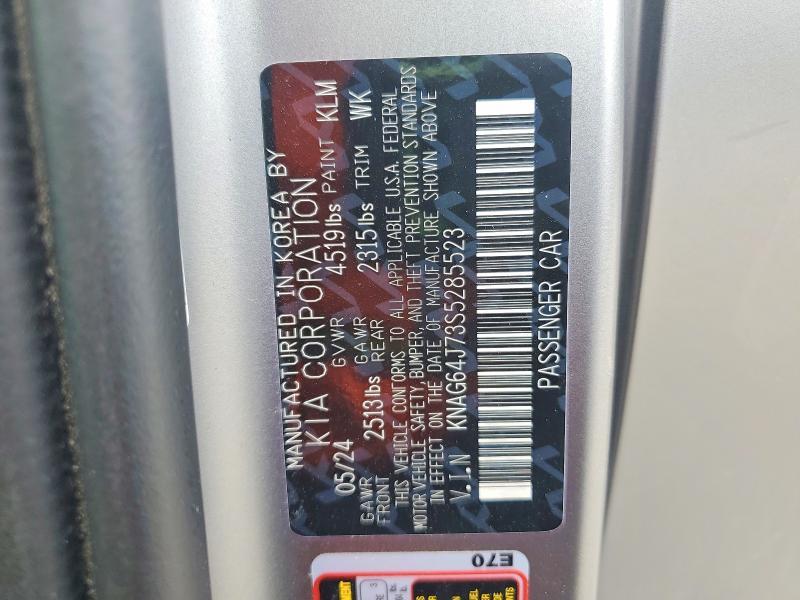 MANUFACTURED IN KOREA BY
KIA CORPORATION
05/24 GVWR 4519lbs PAINT KLM
GAWR FRONT 2513lbs GAWR REAR 2315lbs TRIM WK
THIS VEHICLE CONFORMS TO ALL APPLICABLE U.S.A. FEDERAL
MOTOR VEHICLE SAFETY, BUMPER, AND THEFT PREVENTION STANDARDS
IN EFFECT ON THE DATE OF MANUFACTURE SHOWN ABOVE
V.I.N KNAG64J73S5285523
PASSENGER CAR
E70